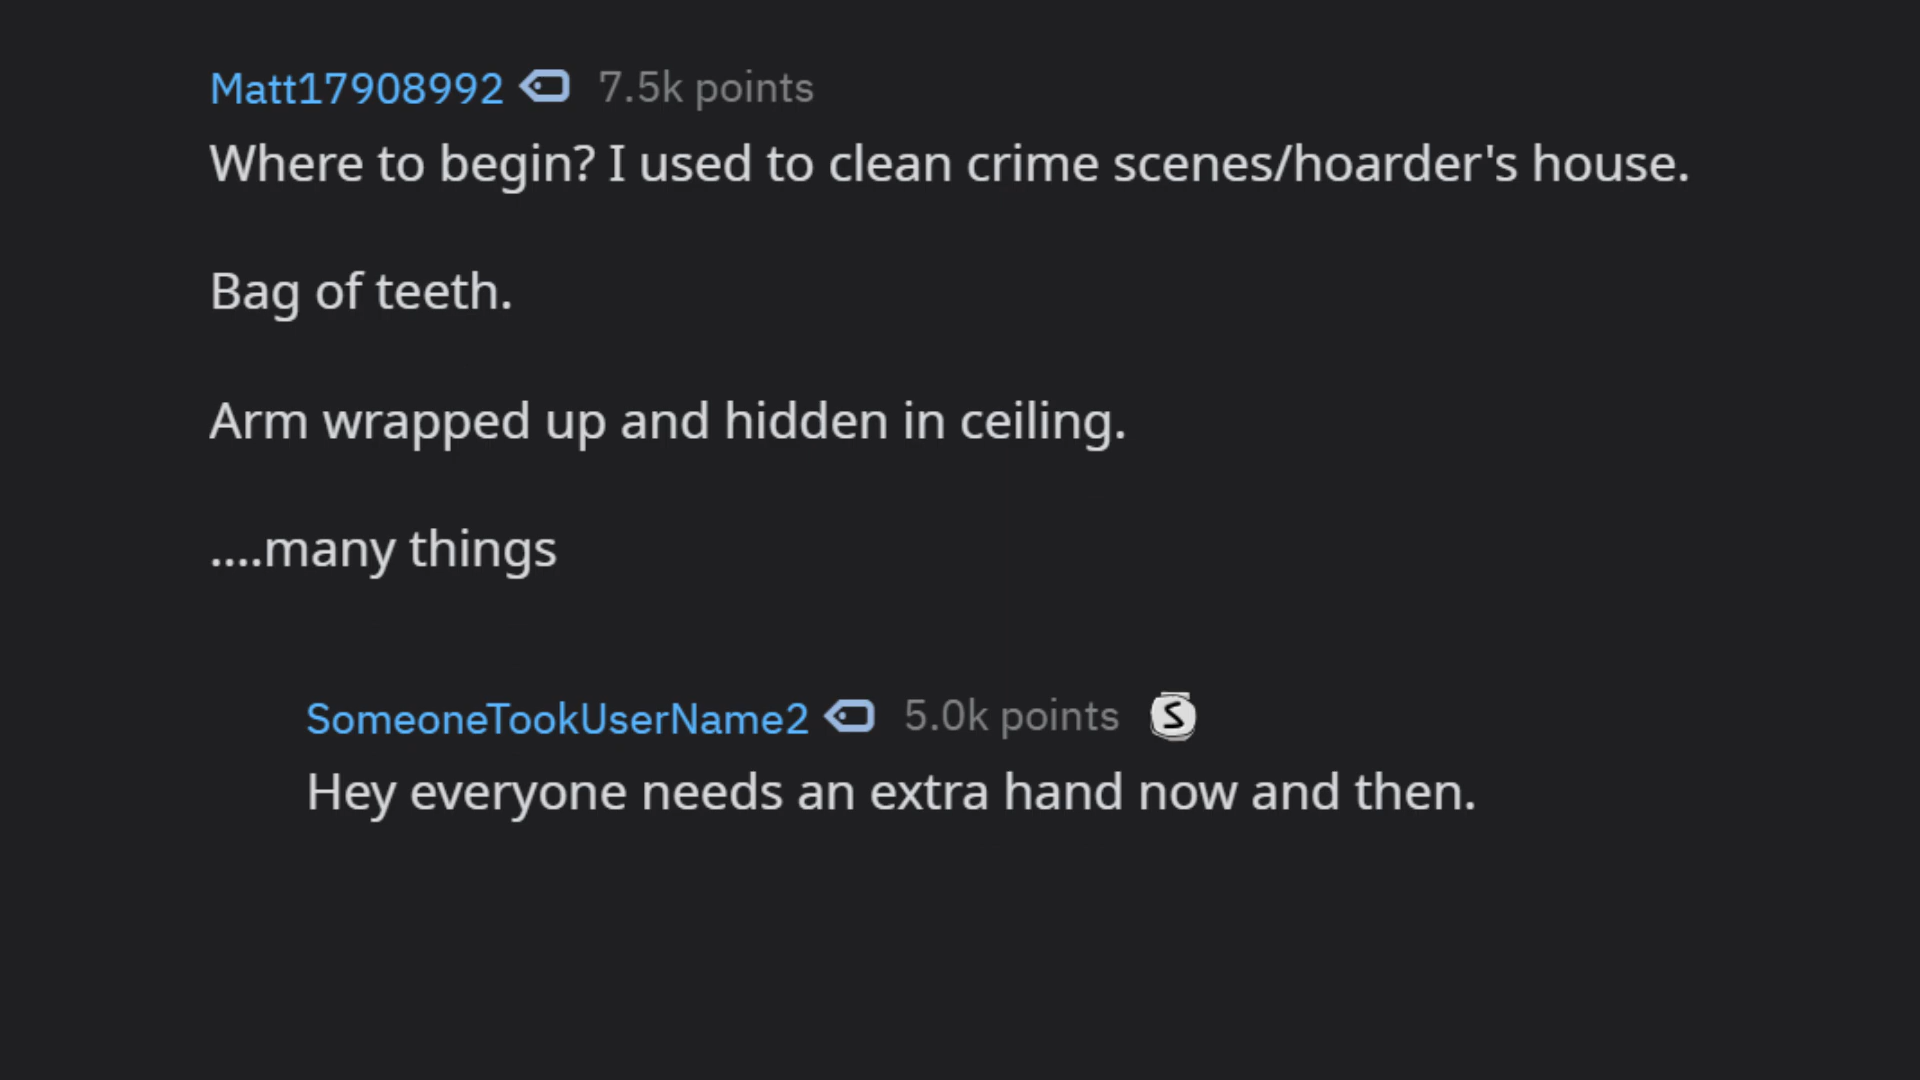 Matt17908992 7.5k points
Where to begin? I used to clean crime scenes/hoarder's house.
Bag of teeth.
Arm wrapped up and hidden in ceiling.
....many things
SomeoneTookUserName2 5.0k points S
Hey everyone needs an extra hand now and then.